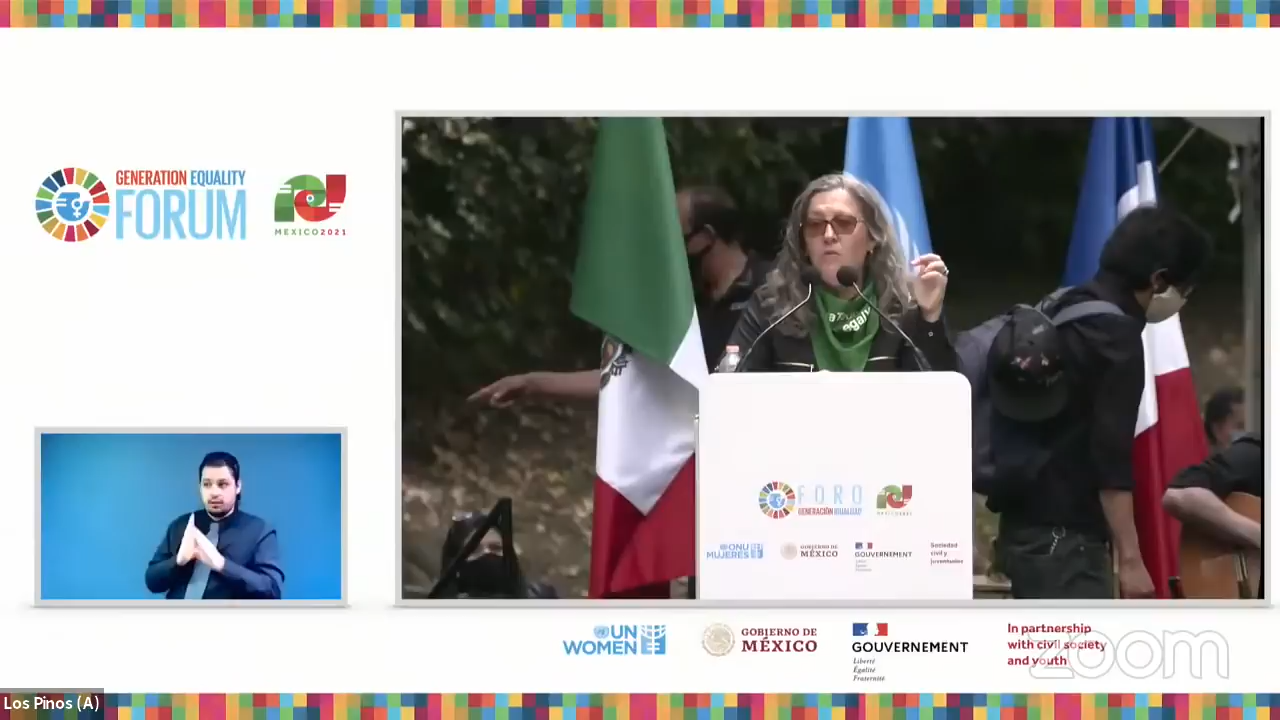 GENERATION EQUALITY
FORUM
MEXICO2021
FORO
GENERACIÓN IGUALDAD
ONU
MUJERES
GOBIERNO DE
MÉXICO
GOUVERNEMENT
Sociedad
civil y
juventudes
UN
WOMEN
GOBIERNO DE
MÉXICO
GOUVERNEMENT
Liberté
Égalité
Fraternité
In partnership
with civil society
and youth
zoom
Los Pinos (A)